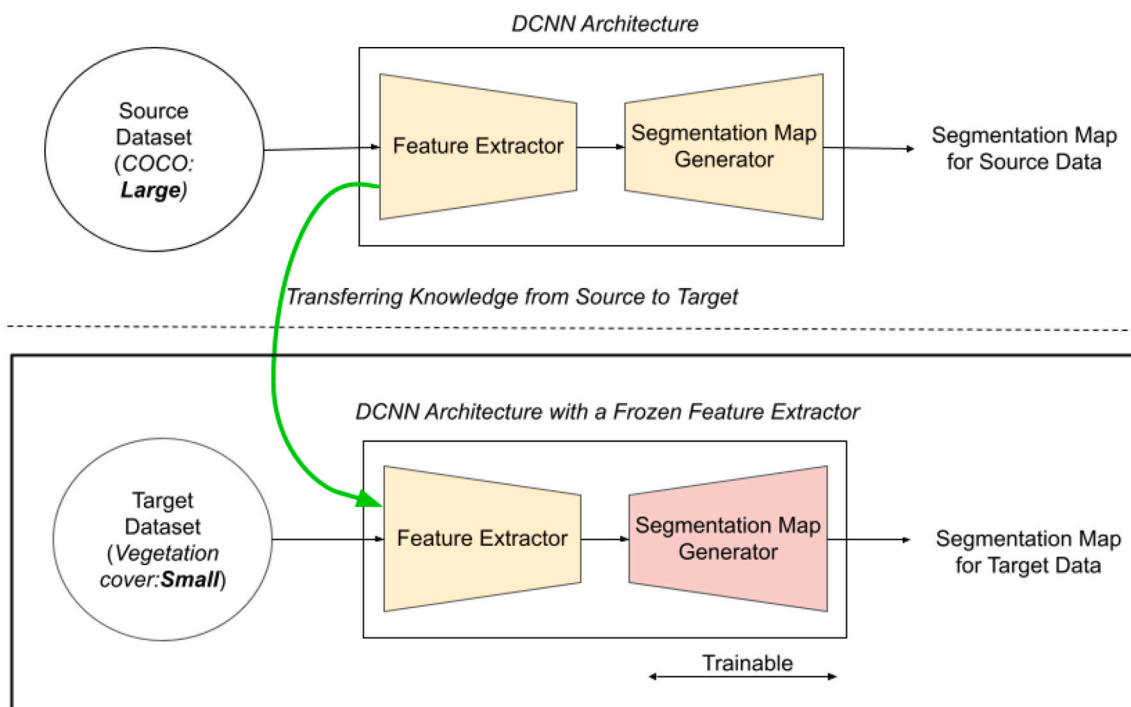 DCNN Architecture
Source
Dataset
(COCO:
Large)
Feature Extractor
Segmentation Map
Generator
Segmentation Map
for Source Data
Transferring Knowledge from Source to Target
DCNN Architecture with a Frozen Feature Extractor
Target
Dataset
(Vegetation
cover:Small)
Feature Extractor
Segmentation Map
Generator
Segmentation Map
for Target Data
Trainable